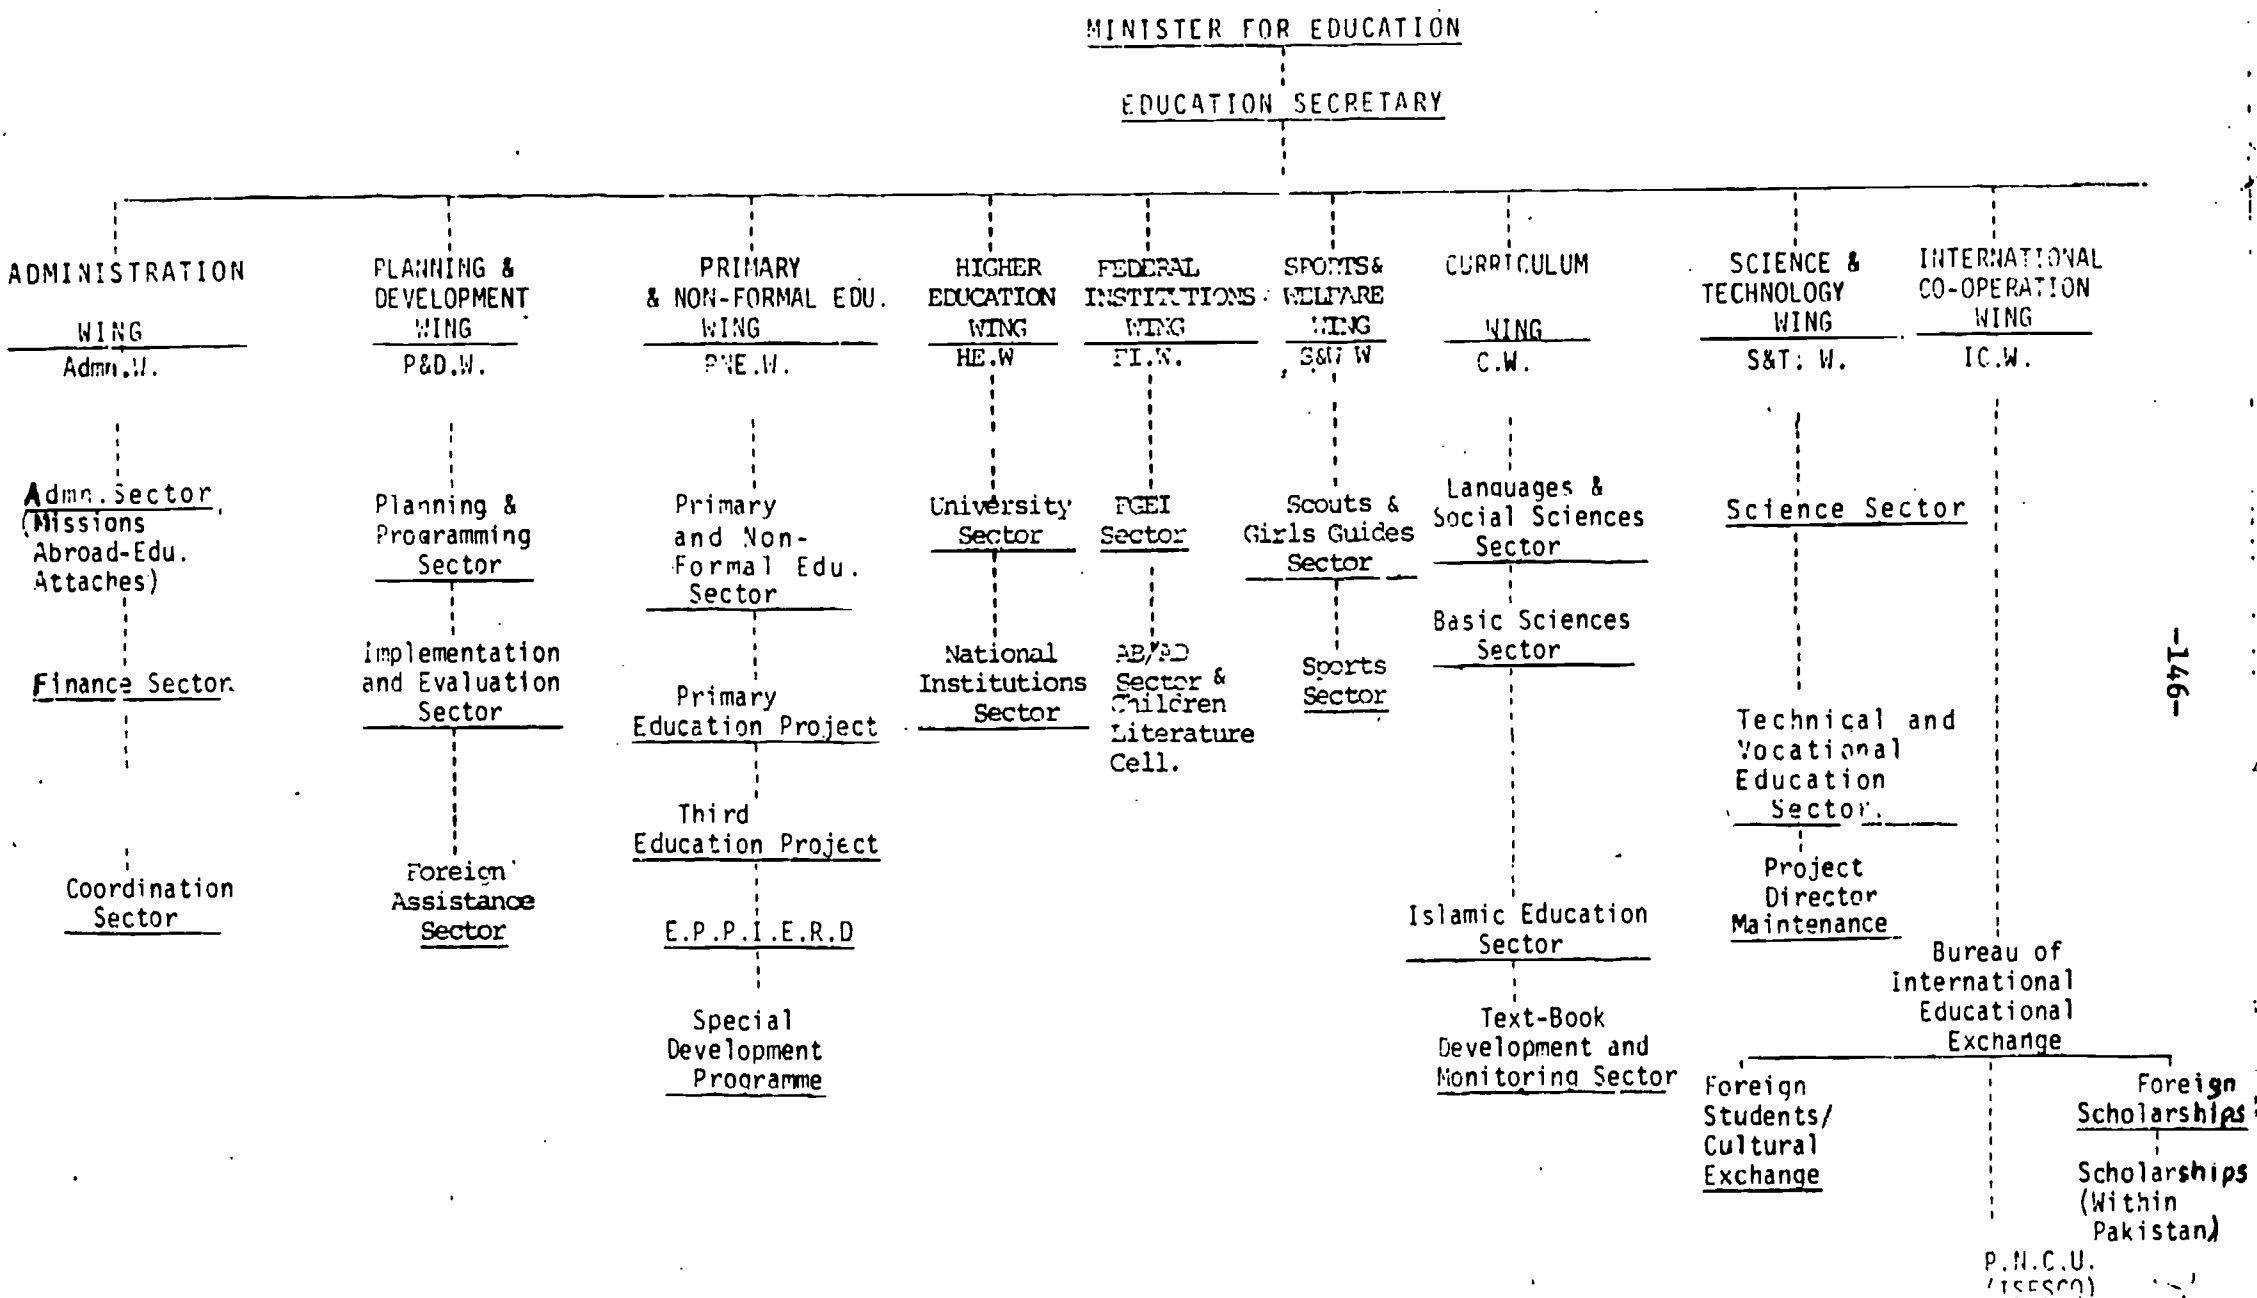 MINISTER FOR EDUCATION
EDUCATION SECRETARY
ADMINISTRATION
WING
Admn.W.
Admn.Sector
(Missions
Abroad-Edu.
Attaches)
Finance Sector.
Coordination
Sector
PLANNING &
DEVELOPMENT
WING
P&D.W.
Planning &
Programming
Sector
Implementation
and Evaluation
Sector
Foreign
Assistance
Sector
PRIMARY
& NON-FORMAL EDU.
WING
PNE.W.
Primary
and Non-
Formal Edu.
Sector
Primary
Education Project
Third
Education Project
E.P.P.I.E.R.D
Special
Development
Programme
HIGHER
EDUCATION
WING
HE.W
University
Sector
National
Institutions
Sector
FEDERAL
INSTITUTIONS
WING
FI.W.
FGEI
Sector
AB/AD
Sector &
Children
Literature
Cell.
SPORTS&
WELFARE
WING
S&W W
Scouts &
Girls Guides
Sector
Sports
Sector
CURRICULUM
WING
C.W.
Languages &
Social Sciences
Sector
Basic Sciences
Sector
Islamic Education
Sector
Text-Book
Development and
Monitoring Sector
SCIENCE &
TECHNOLOGY
WING
S&T. W.
Science Sector
Technical and
Vocational
Education
Sector.
Project
Director
Maintenance
INTERNATIONAL
CO-OPERATION
WING
IC.W.
Bureau of
International
Educational
Exchange
Foreign
Students/
Cultural
Exchange
Foreign
Scholarships
Scholarships
(Within
Pakistan)
P.N.C.U.
(ISESCO)
-146-